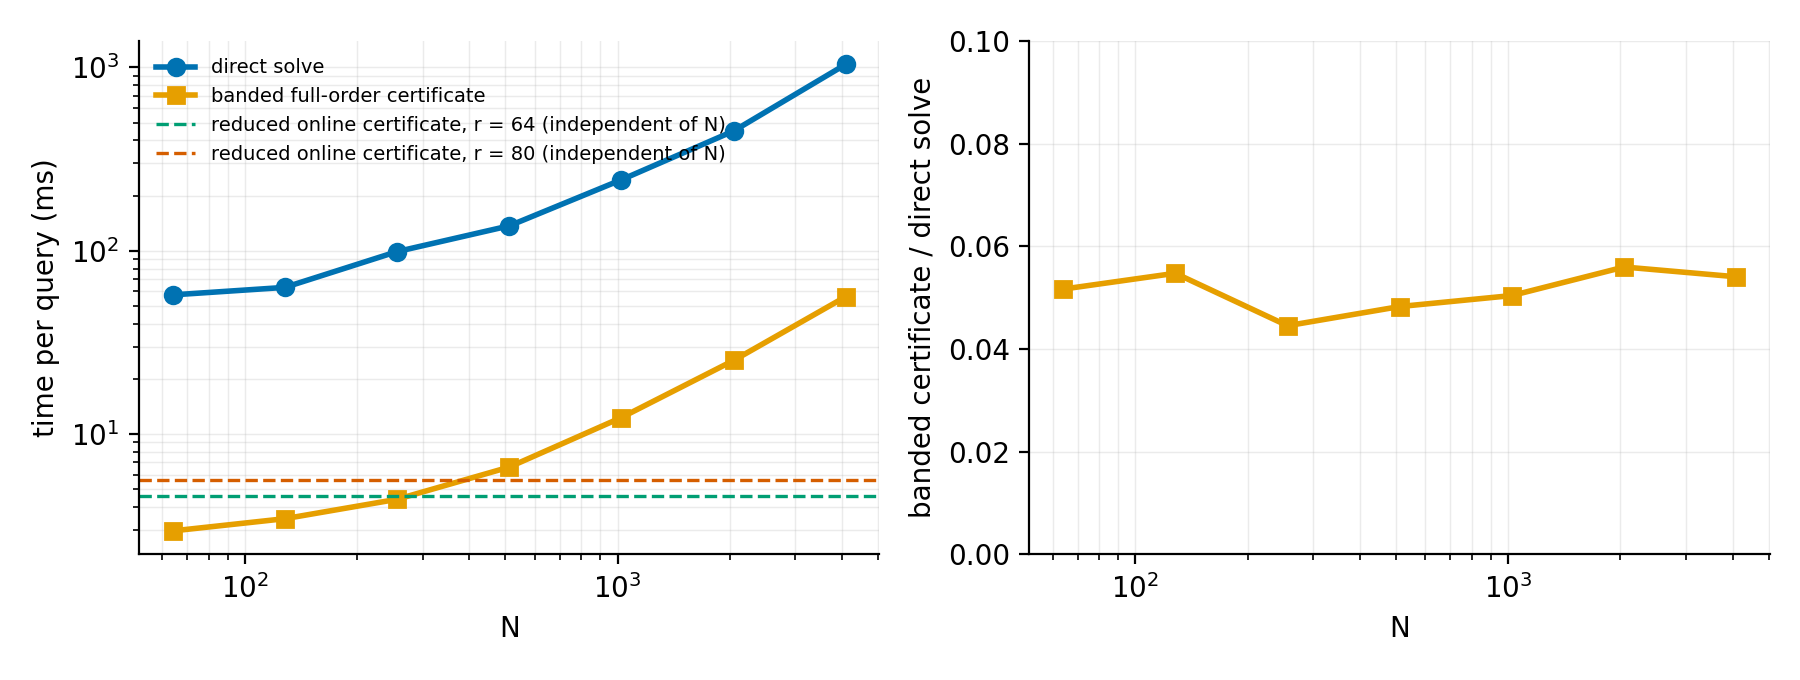 time per query (ms)
10³
10²
10¹
direct solve
banded full-order certificate
reduced online certificate, r = 64 (independent of N)
reduced online certificate, r = 80 (independent of N)
10² 10³
N
banded certificate / direct solve
0.10
0.08
0.06
0.04
0.02
0.00
10² 10³
N